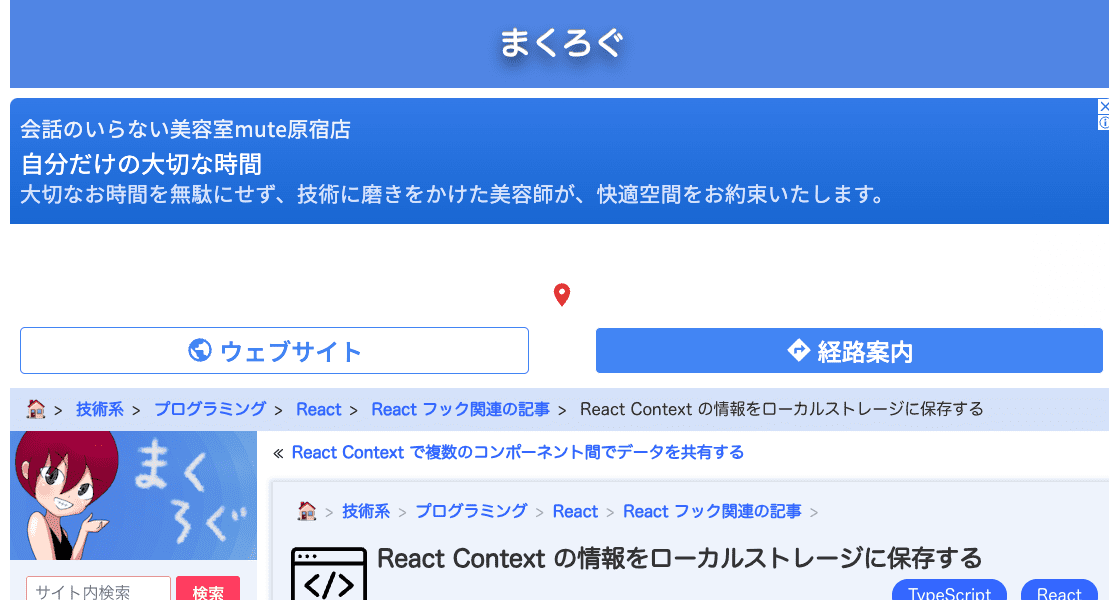 まくろぐ
会話のいらない美容室mute原宿店
自分だけの大切な時間
大切なお時間を無駄にせず、技術に磨きをかけた美容師が、快適空間をお約束いたします。
ウェブサイト
経路案内
> 技術系 > プログラミング > React > React フック関連の記事 > React Context の情報をローカルストレージに保存する
まく
ろぐ
« React Context で複数のコンポーネント間でデータを共有する
> 技術系 > プログラミング > React > React フック関連の記事 >
</> React Context の情報をローカルストレージに保存する
サイト内検索 検索
TypeScript React